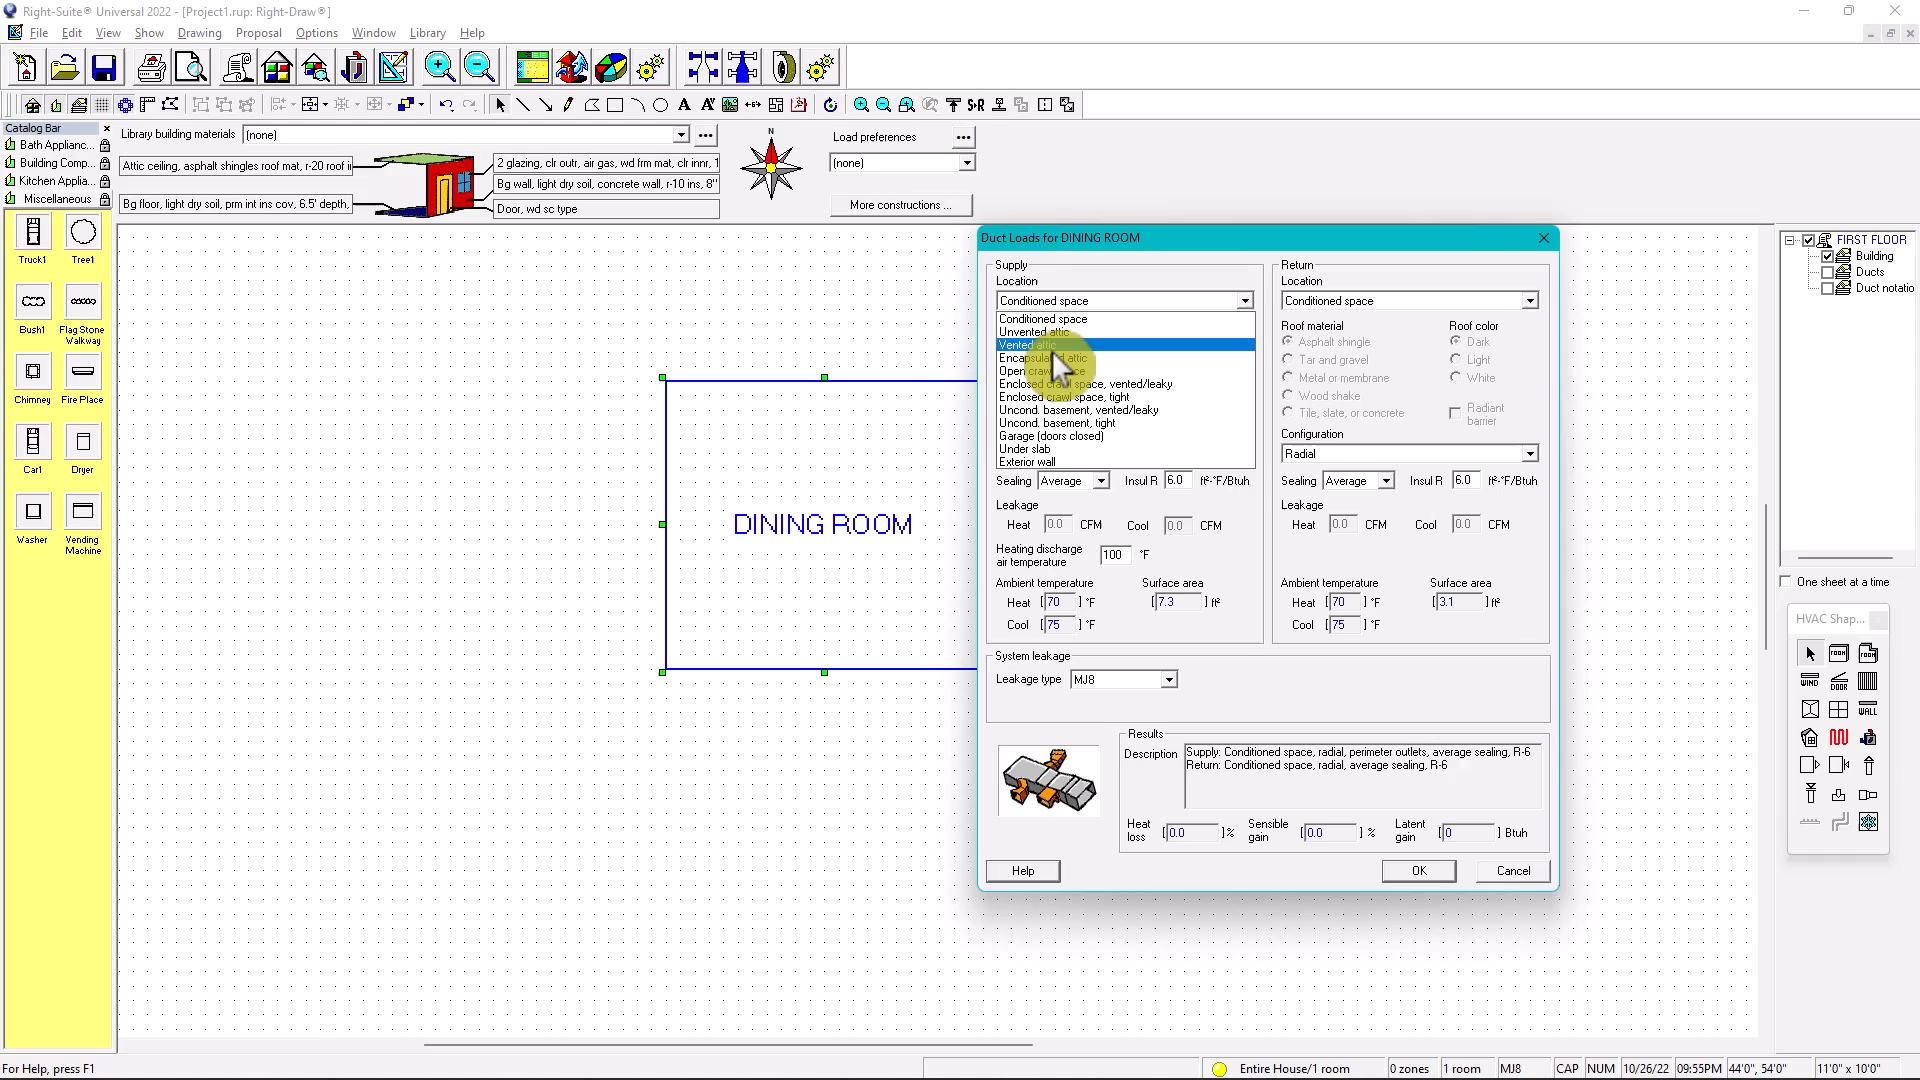 Right-Suite® Universal 2022 - [Project1.rup: Right-Draw®]
File Edit View Show Drawing Proposal Options Window Library Help
Catalog Bar
Bath Applianc...
Building Comp...
Kitchen Applia...
Miscellaneous
Library building materials (none)
Attic ceiling, asphalt shingles roof mat, r-20 roof i
Bg floor, light dry soil, prm int ins cov, 6.5' depth,
2 glazing, clr outr, air gas, wd frm mat, clr innr, 1
Bg wall, light dry soil, concrete wall, r-10 ins, 8"
Door, wd sc type
N
Load preferences
(none)
More constructions ...
Truck1 Tree1
Bush1 Flag Stone Walkway
Chimney Fire Place
Car1 Dryer
Washer Vending Machine
DINING ROOM
Duct Loads for DINING ROOM
Supply
Location
Conditioned space
Conditioned space
Unvented attic
Vented attic
Encapsulated attic
Open crawl space
Enclosed crawl space, vented/leaky
Enclosed crawl space, tight
Uncond. basement, vented/leaky
Uncond. basement, tight
Garage (doors closed)
Under slab
Exterior wall
Sealing Average Insul R 6.0 ft²-°F/Btuh
Leakage
Heat 0.0 CFM Cool 0.0 CFM
Heating discharge
air temperature 100 °F
Ambient temperature Surface area
Heat [70 ] °F [7.3 ] ft²
Cool [75 ] °F
Return
Location
Conditioned space
Roof material Roof color
Asphalt shingle Dark
Tar and gravel Light
Metal or membrane White
Wood shake
Tile, slate, or concrete Radiant barrier
Configuration
Radial
Sealing Average Insul R 6.0 ft²-°F/Btuh
Leakage
Heat 0.0 CFM Cool 0.0 CFM
Ambient temperature Surface area
Heat [70 ] °F [3.1 ] ft²
Cool [75 ] °F
System leakage
Leakage type MJ8
Results
Description Supply: Conditioned space, radial, perimeter outlets, average sealing, R-6
Return: Conditioned space, radial, average sealing, R-6
Heat loss [0.0 ] % Sensible gain [0.0 ] % Latent gain [0 ] Btuh
Help OK Cancel
FIRST FLOOR
Building
Ducts
Duct notatio
One sheet at a time
HVAC Shap...
ROOM ROOM
WIND DOOR
WALL
For Help, press F1
Entire House/1 room 0 zones 1 room MJ8 CAP NUM 10/26/22 09:55PM 44'0", 54'0" 11'0" x 10'0"